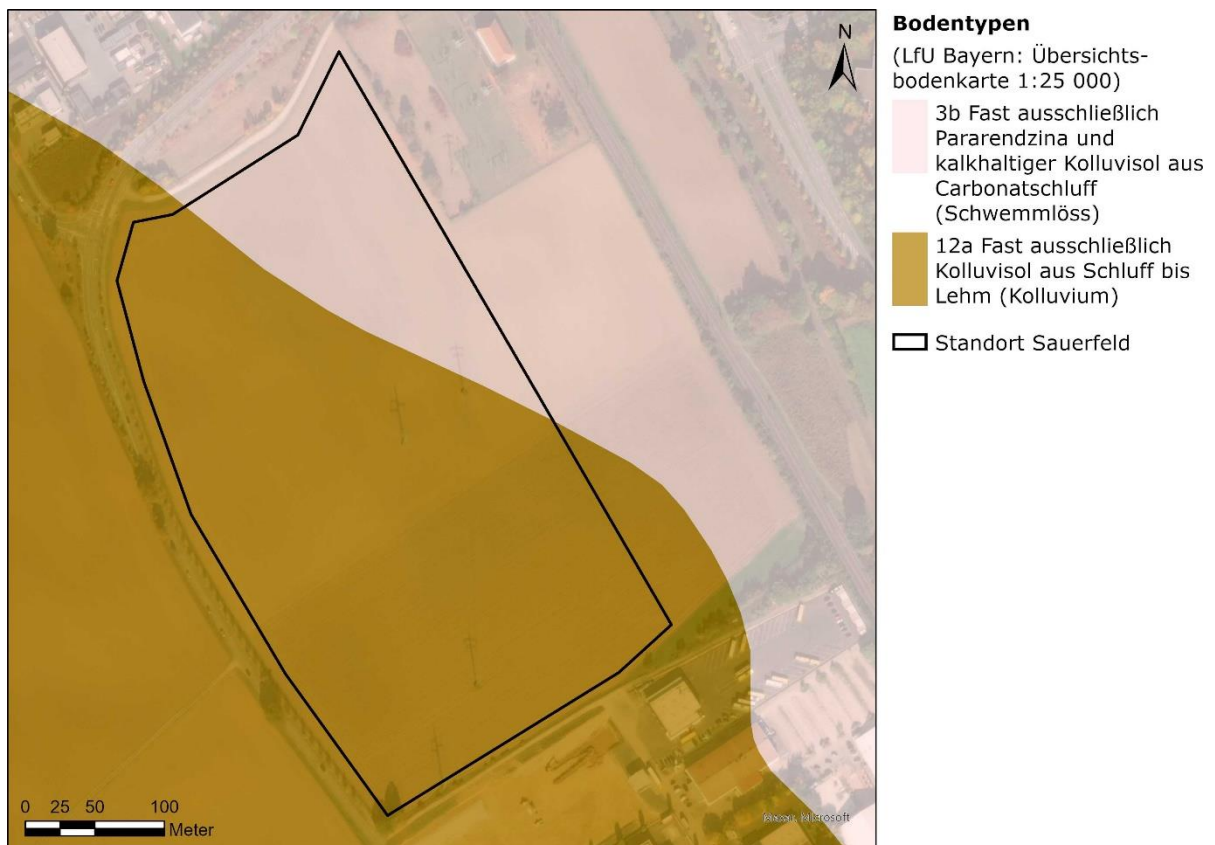 Bodentypen
(LfU Bayern: Übersichts-
bodenkarte 1:25 000)
3b Fast ausschließlich
Pararendzina und
kalkhaltiger Kolluvisol aus
Carbonatschluff
(Schwemmlöss)
12a Fast ausschließlich
Kolluvisol aus Schluff bis
Lehm (Kolluvium)
Standort Sauerfeld
N
0 25 50 100
Meter
Microsoft